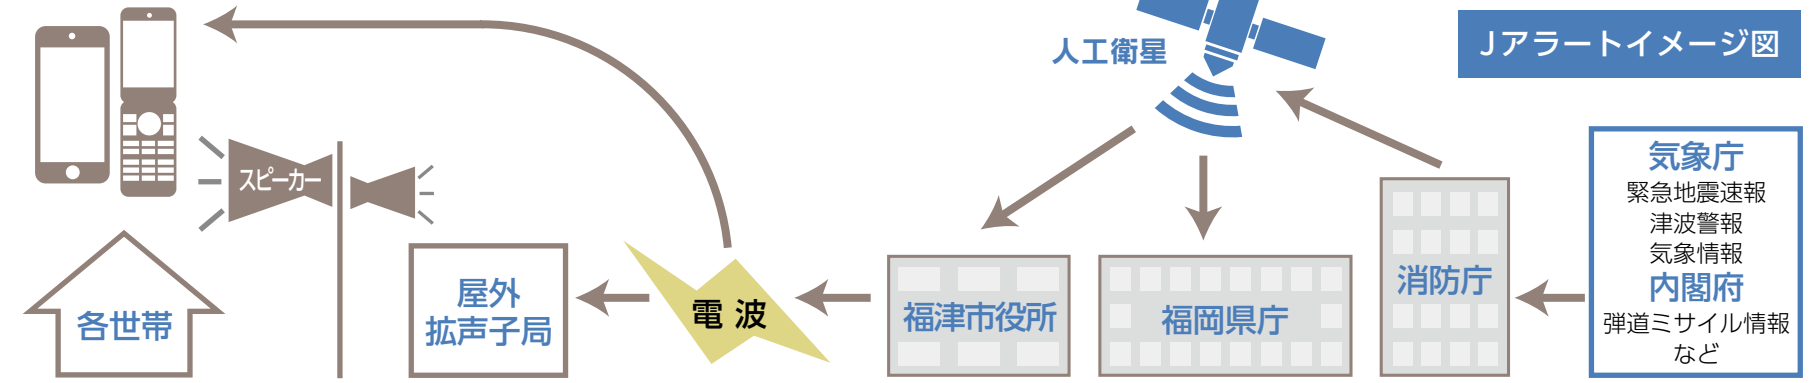 Jアラートイメージ図
人工衛星
気象庁
緊急地震速報
津波警報
気象情報
内閣府
弾道ミサイル情報
など
消防庁
福岡県庁
福津市役所
電波
屋外
拡声子局
スピーカー
各世帯